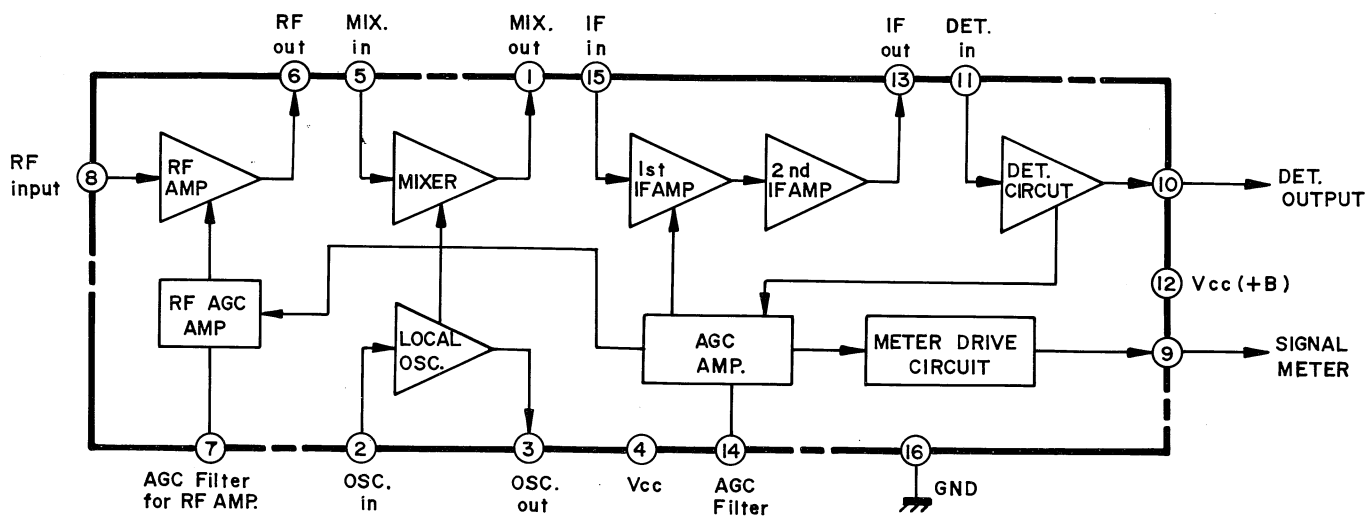 RF
out
MIX.
in
MIX.
out
IF
in
IF
out
DET.
in
6
5
1
15
13
11
RF
input
8
RF
AMP
MIXER
1st
IFAMP
2nd
IFAMP
DET.
CIRCUT
10
DET.
OUTPUT
12
Vcc (+B)
RF AGC
AMP
LOCAL
OSC.
AGC
AMP.
METER DRIVE
CIRCUIT
9
SIGNAL
METER
7
2
3
4
14
16
AGC Filter
for RF AMP.
OSC.
in
OSC.
out
Vcc
AGC
Filter
GND